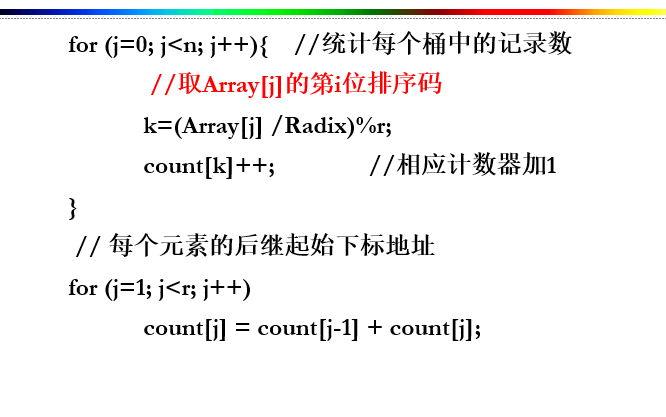 for (j=0; j<n; j++){ //统计每个桶中的记录数
//取Array[j]的第i位排序码
k=(Array[j] /Radix)%r;
count[k]++; //相应计数器加1
}
// 每个元素的后继起始下标地址
for (j=1; j<r; j++)
count[j] = count[j-1] + count[j];